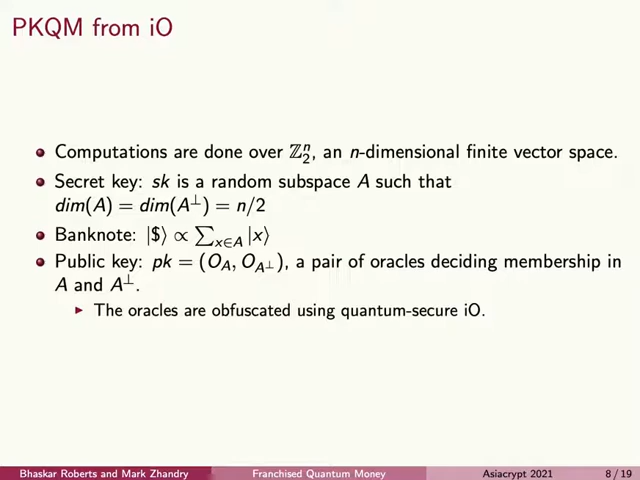 PKQM from iO
Computations are done over ℤ₂ⁿ, an n-dimensional finite vector space.
Secret key: sk is a random subspace A such that
dim(A) = dim(A⊥) = n/2
Banknote: |$⟩ ∝ ∑ₓ∈A |x⟩
Public key: pk = (O_A, O_A⊥), a pair of oracles deciding membership in
A and A⊥.
The oracles are obfuscated using quantum-secure iO.
Bhaskar Roberts and Mark Zhandry Franchised Quantum Money Asiacrypt 2021 8 / 19